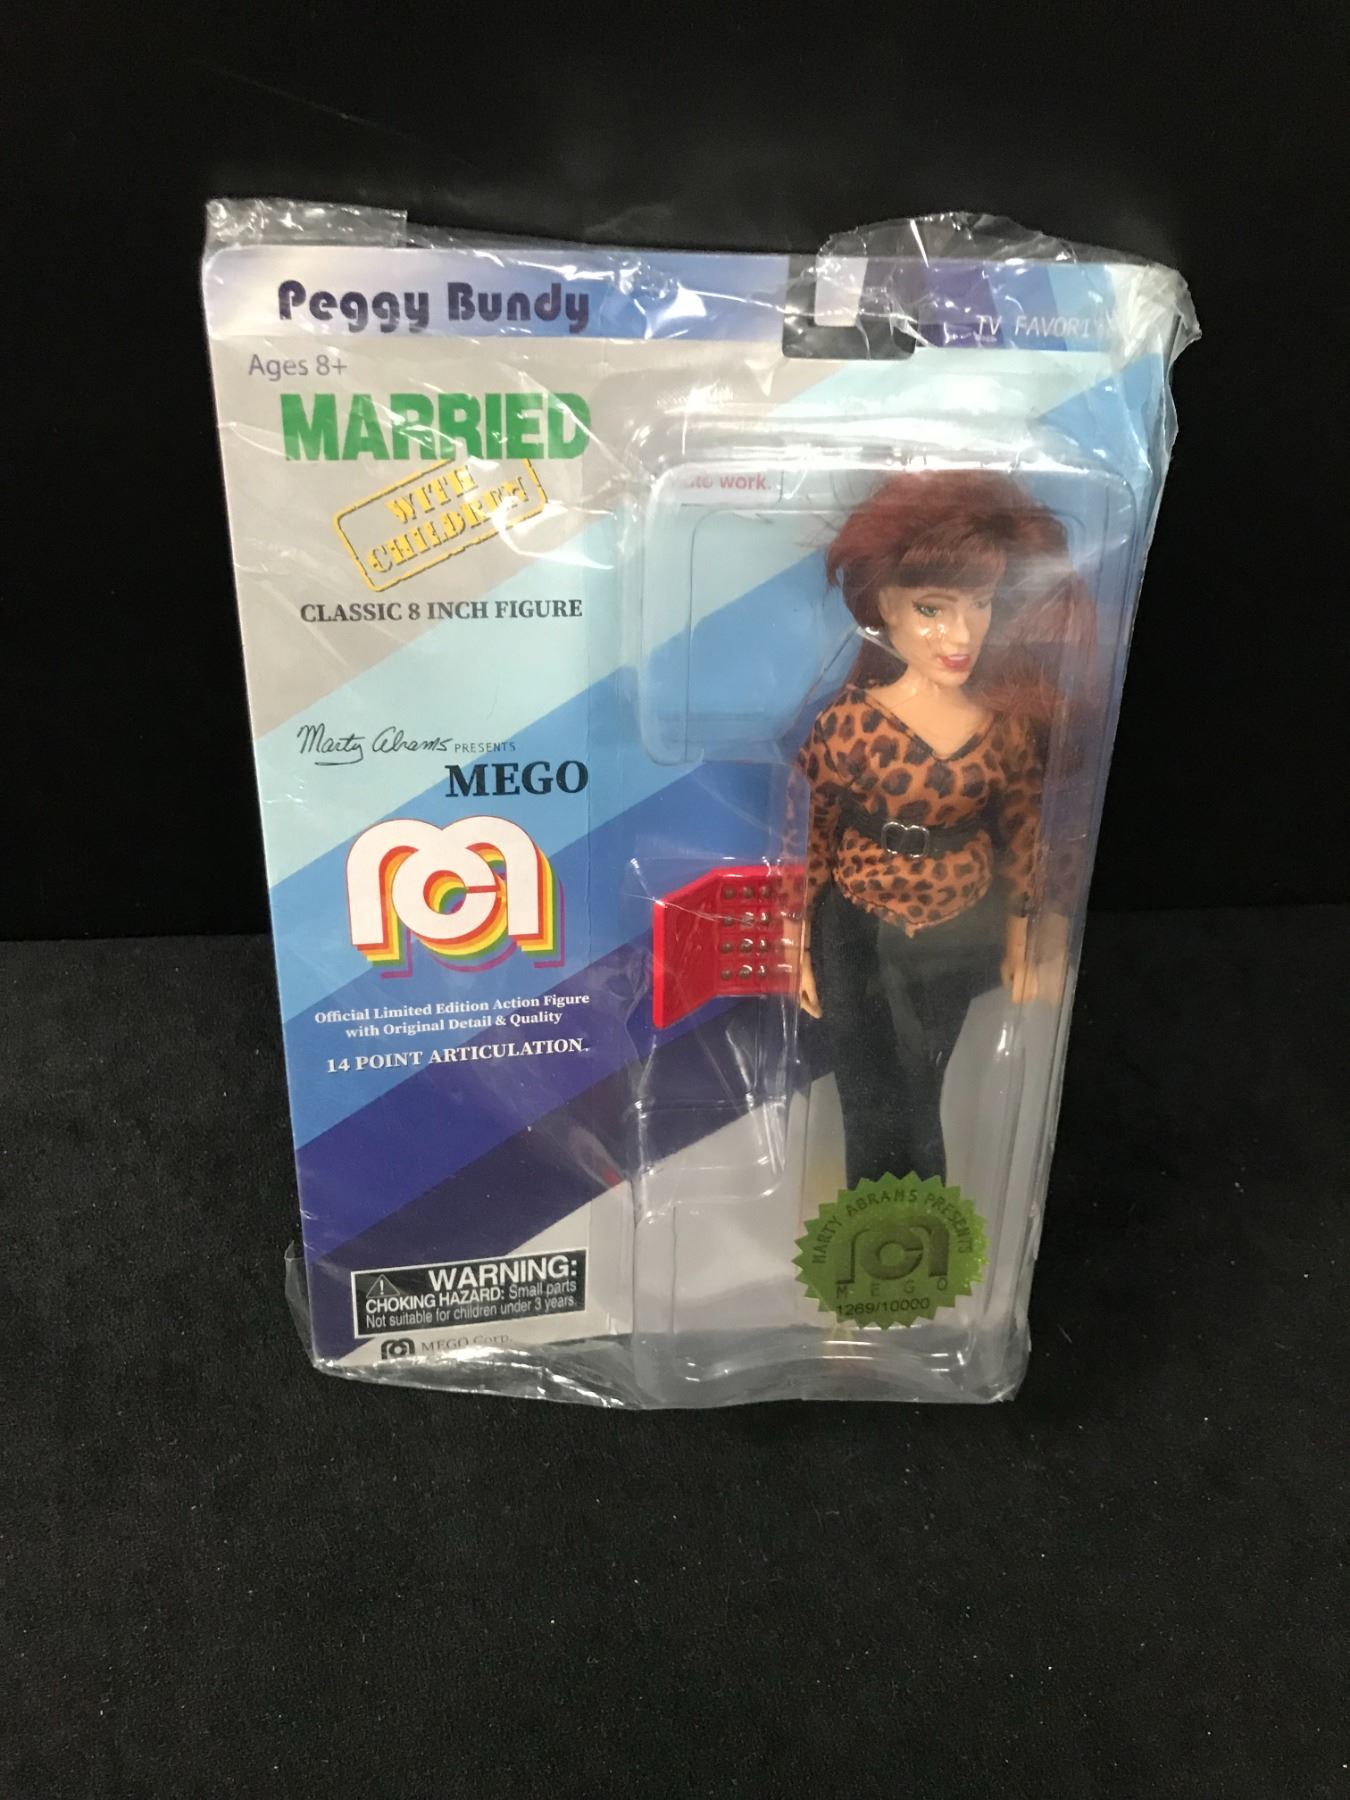 Peggy Bundy
TV FAVORI
Ages 8+
MARRIED
WITH
CHILDREN
work.
CLASSIC 8 INCH FIGURE
Marty Abrams PRESENTS
MEGO
Official Limited Edition Action Figure
with Original Detail & Quality
14 POINT ARTICULATION.
MARTY ABRAMS PRESENTS
MEGO
1269/10000
WARNING:
CHOKING HAZARD: Small parts
Not suitable for children under 3 years.
MEGO Corp.